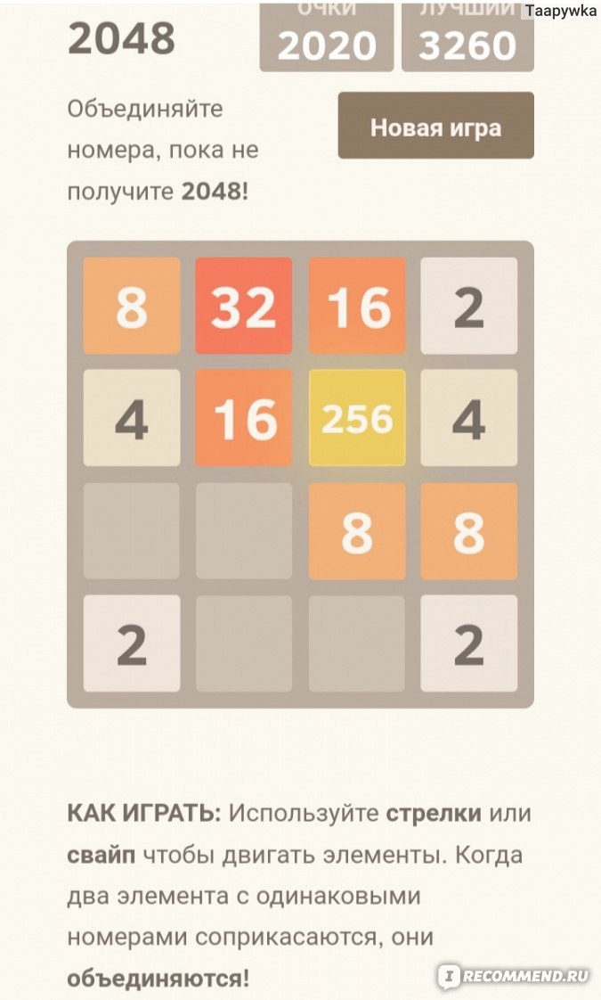 Taapywka
ОЧКИ ЛУЧШИЙ
2048 2020 3260
Объединяйте
номера, пока не
получите 2048!
Новая игра
8 32 16 2
4 16 256 4
8 8
2 2
КАК ИГРАТЬ: Используйте стрелки или
свайп чтобы двигать элементы. Когда
два элемента с одинаковыми
номерами соприкасаются, они
объединяются!
I RECOMMEND.RU